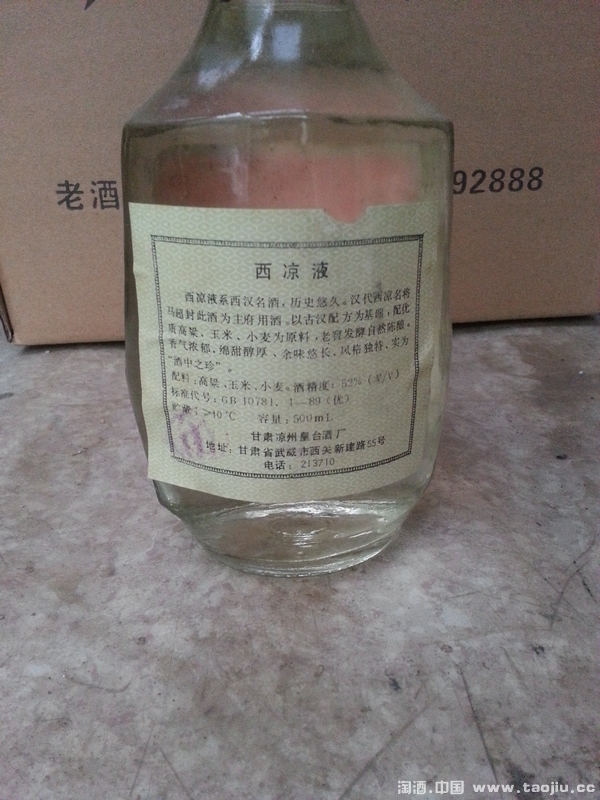 老酒
92888
西凉液
西凉液系西汉名酒，历史悠久。汉代西凉名将
马超封此酒为主府用酒。以古汉配方为基础，配优
质高粱、玉米、小麦为原料，老窖发酵自然陈酿，
香气浓郁，绵甜醇厚、余味悠长，风格独特，实为
“酒中之珍”。
配料：高粱、玉米、小麦。酒精度：52%（V/V）
标准代号：GB 10781．1—89（优）
贮藏：>10℃ 容量：500mL
甘肃凉州皇台酒厂
地址：甘肃省武威市西关新建路55号
电话：213710
淘酒.中国 www.taojiu.cc